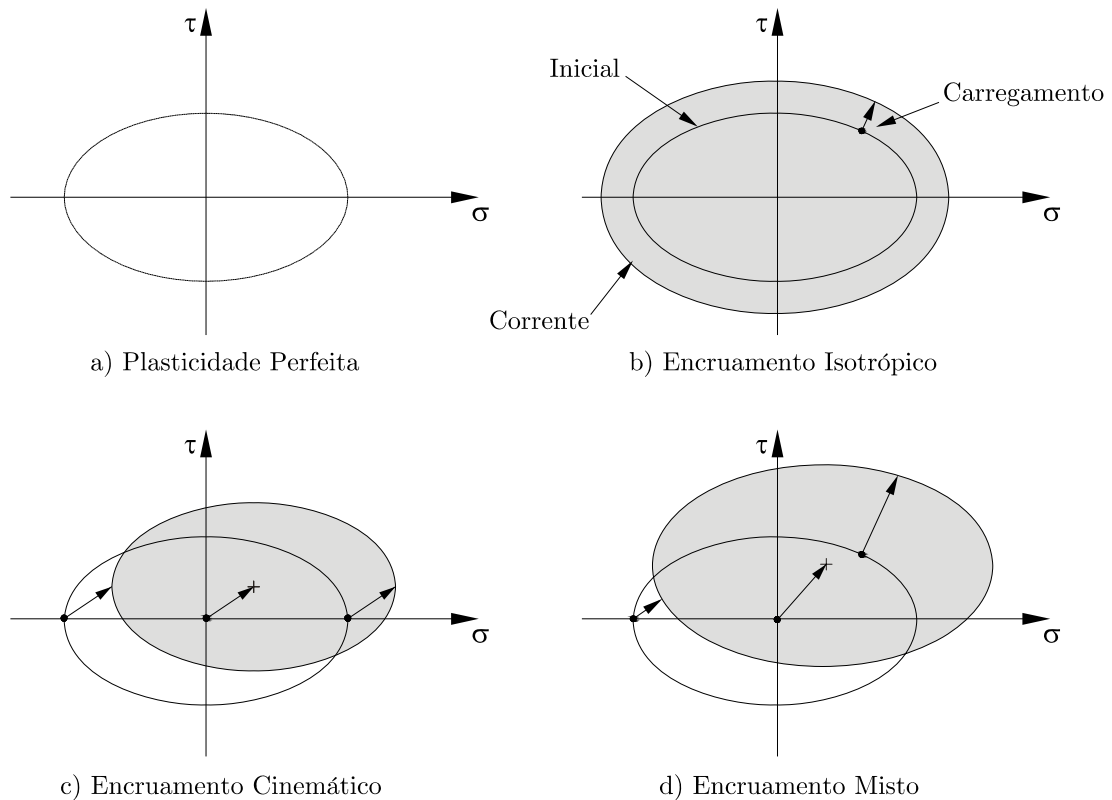 τ
σ
a) Plasticidade Perfeita
τ
Inicial
Carregamento
σ
Corrente
b) Encruamento Isotrópico
τ
σ
c) Encruamento Cinemático
τ
σ
d) Encruamento Misto